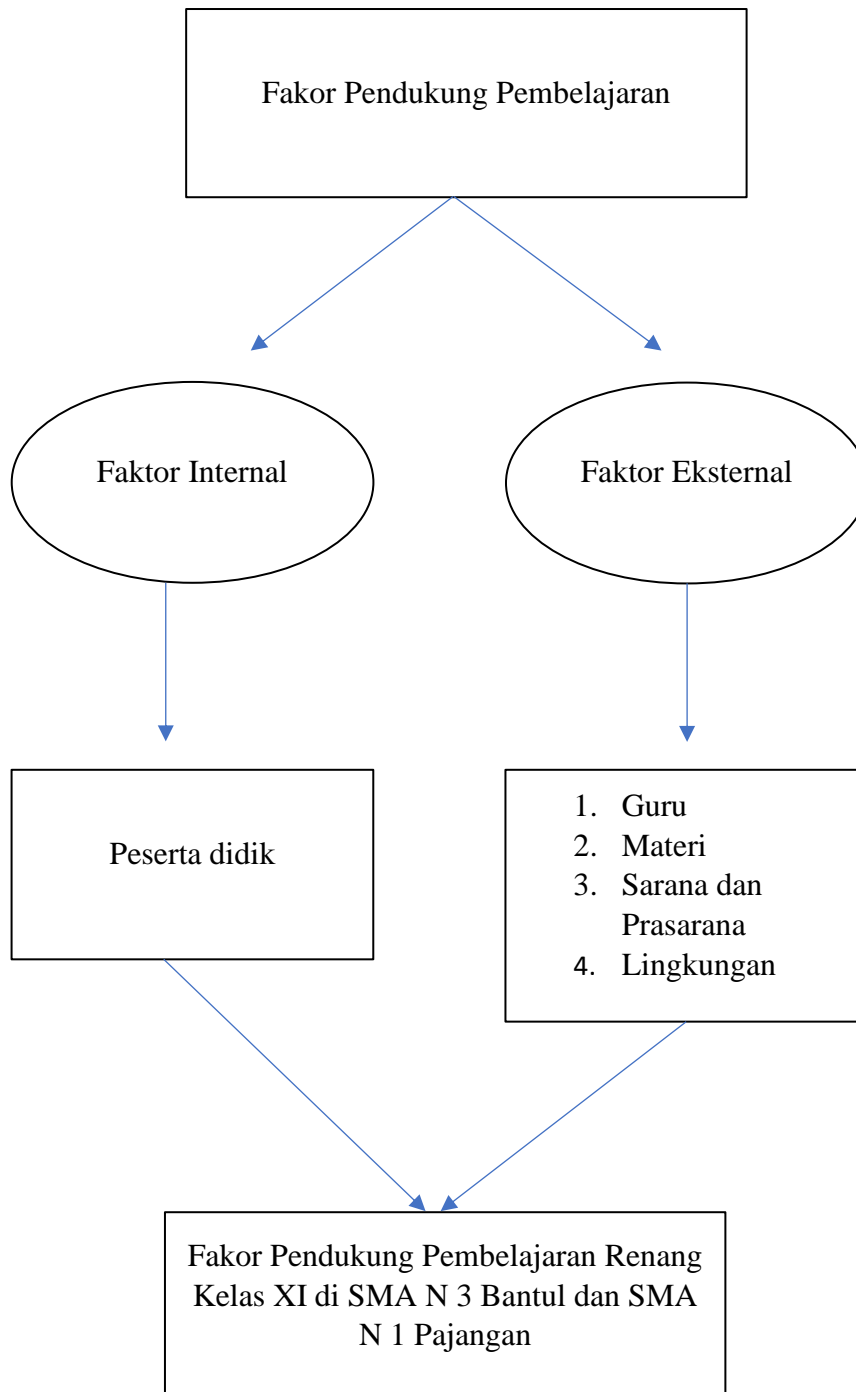 Fakor Pendukung Pembelajaran
Faktor Internal
Faktor Eksternal
Peserta didik
1. Guru
2. Materi
3. Sarana dan
Prasarana
4. Lingkungan
Fakor Pendukung Pembelajaran Renang
Kelas XI di SMA N 3 Bantul dan SMA
N 1 Pajangan